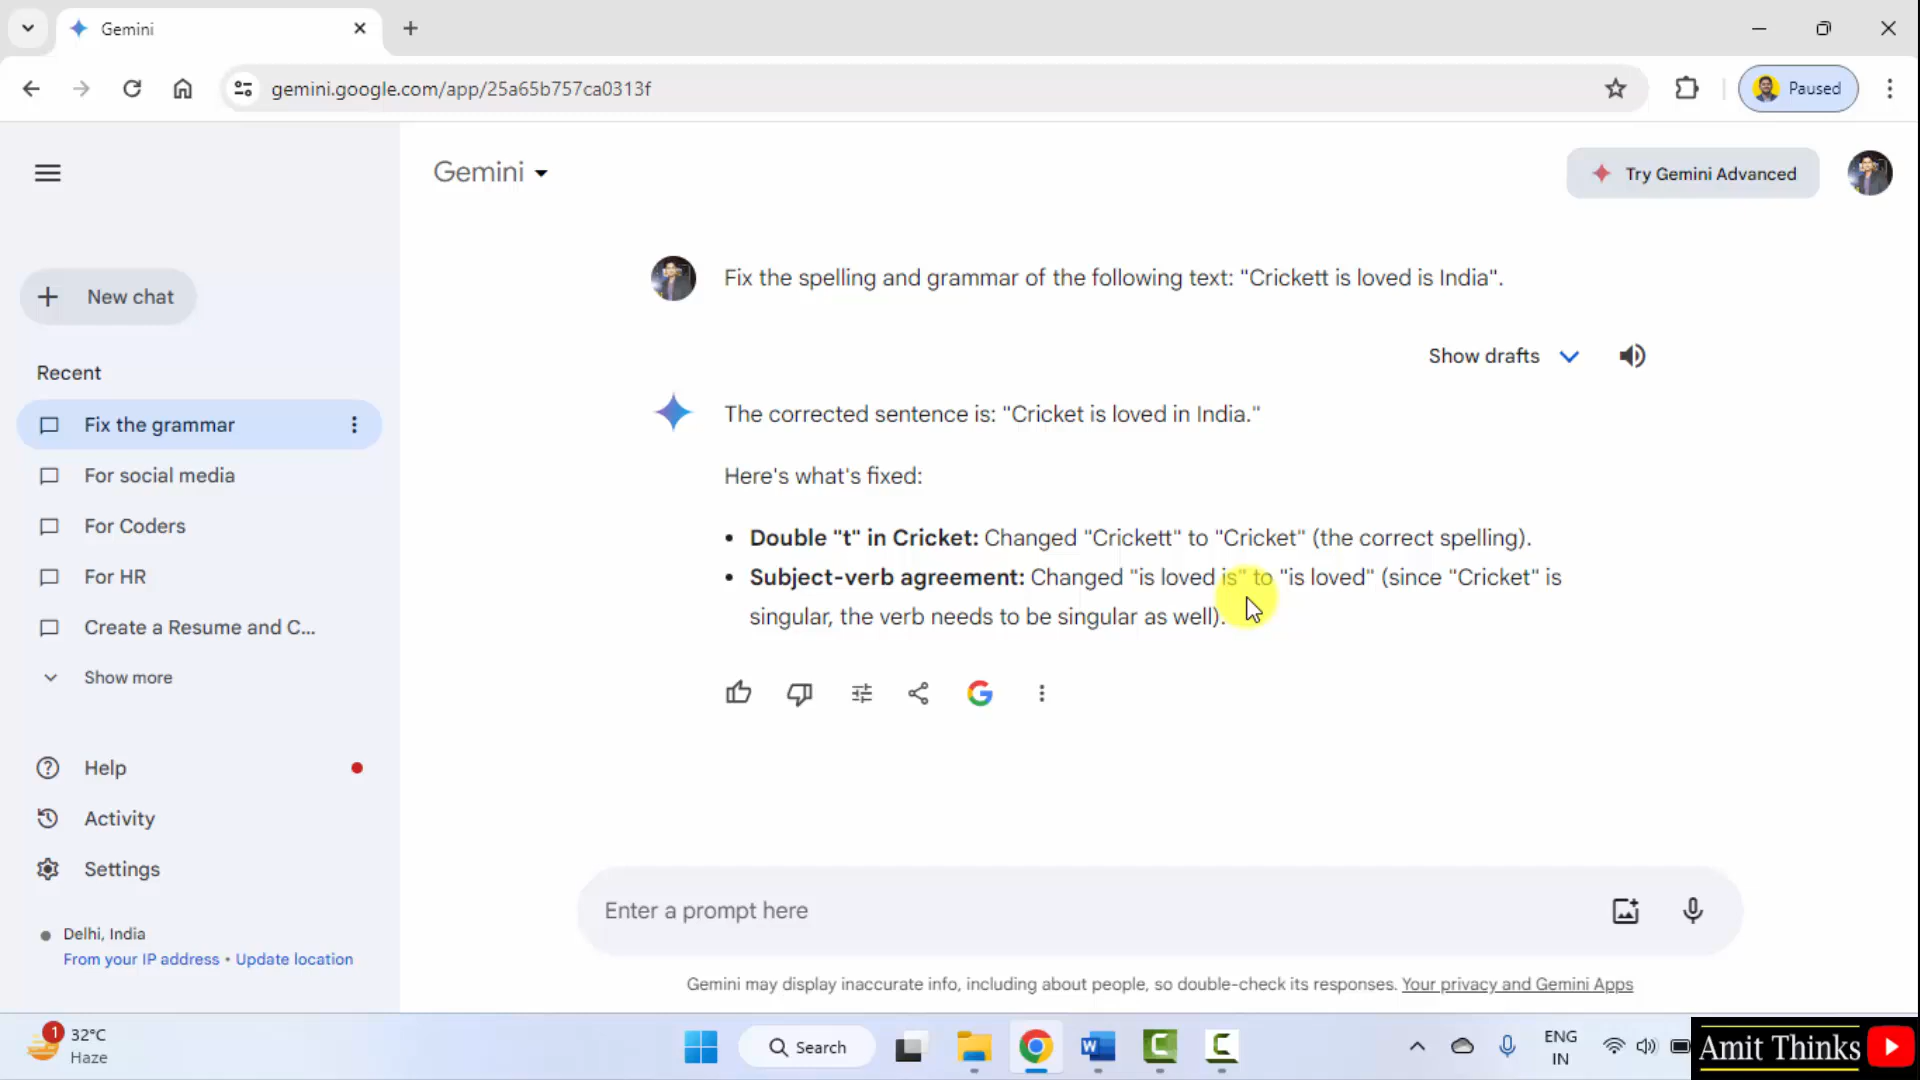 Gemini
gemini.google.com/app/25a65b757ca0313f
Paused
Gemini
Try Gemini Advanced
New chat
Recent
Fix the grammar
For social media
For Coders
For HR
Create a Resume and C...
Show more
Help
Activity
Settings
Delhi, India
From your IP address • Update location
Fix the spelling and grammar of the following text: "Crickett is loved is India".
Show drafts
The corrected sentence is: "Cricket is loved in India."
Here's what's fixed:
• Double "t" in Cricket: Changed "Crickett" to "Cricket" (the correct spelling).
• Subject-verb agreement: Changed "is loved is" to "is loved" (since "Cricket" is
singular, the verb needs to be singular as well).
Enter a prompt here
Gemini may display inaccurate info, including about people, so double-check its responses. Your privacy and Gemini Apps
1
32°C
Haze
Search
ENG
IN
Amit Thinks